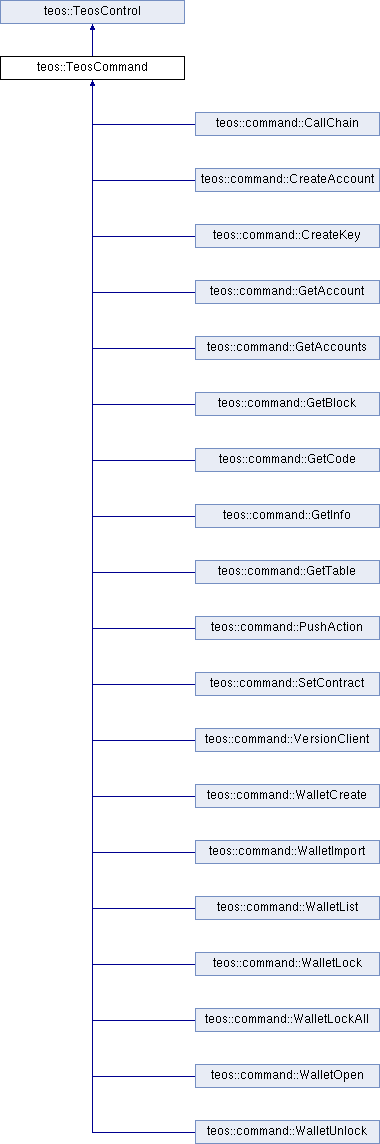 teos::TeosControl
teos::TeosCommand
teos::command::CallChain
teos::command::CreateAccount
teos::command::CreateKey
teos::command::GetAccount
teos::command::GetAccounts
teos::command::GetBlock
teos::command::GetCode
teos::command::GetInfo
teos::command::GetTable
teos::command::PushAction
teos::command::SetContract
teos::command::VersionClient
teos::command::WalletCreate
teos::command::WalletImport
teos::command::WalletList
teos::command::WalletLock
teos::command::WalletLockAll
teos::command::WalletOpen
teos::command::WalletUnlock